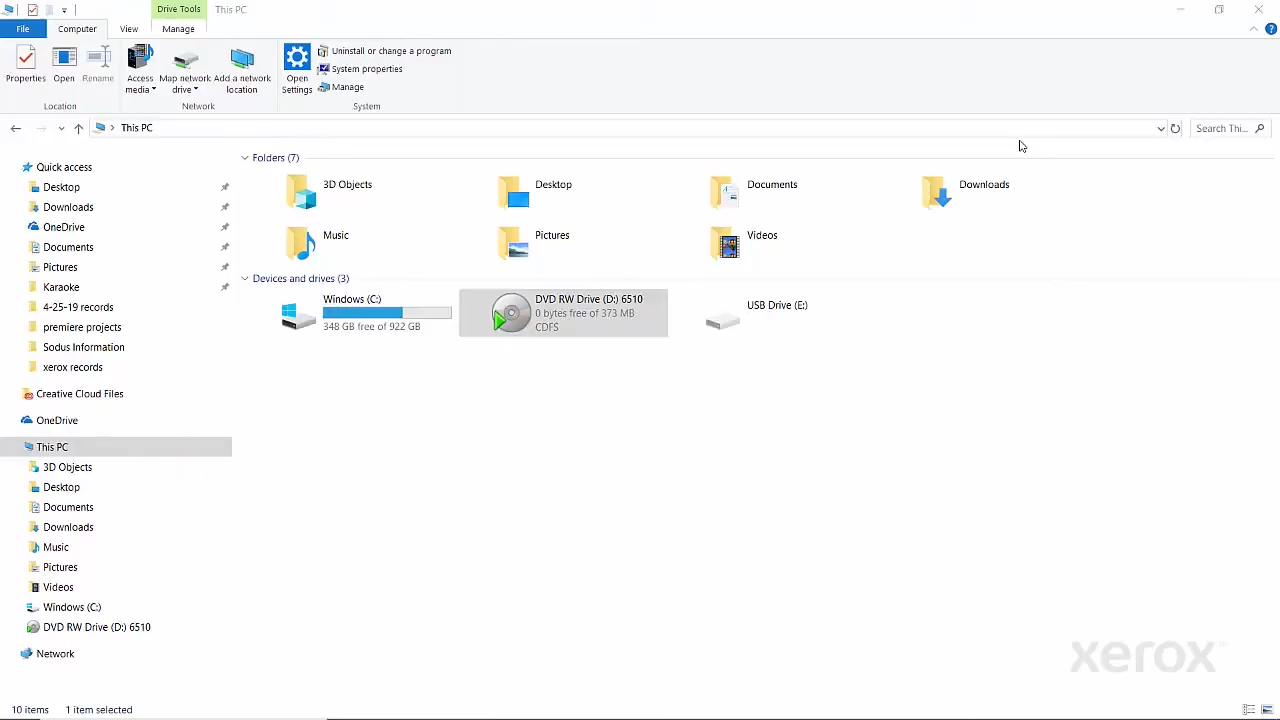 Drive Tools
This PC
File
Computer
View
Manage
Properties
Open
Rename
Access media
Map network drive
Add a network location
Open Settings
Uninstall or change a program
System properties
Manage
Location
Network
System
This PC
Search Thi...
Quick access
Desktop
Downloads
OneDrive
Documents
Pictures
Karaoke
4-25-19 records
premiere projects
Sodus Information
xerox records
Creative Cloud Files
OneDrive
This PC
3D Objects
Desktop
Documents
Downloads
Music
Pictures
Videos
Windows (C:)
DVD RW Drive (D:) 6510
Network
Folders (7)
3D Objects
Desktop
Documents
Downloads
Music
Pictures
Videos
Devices and drives (3)
Windows (C:)
348 GB free of 922 GB
DVD RW Drive (D:) 6510
0 bytes free of 373 MB
CDFS
USB Drive (E:)
xerox
10 items
1 item selected